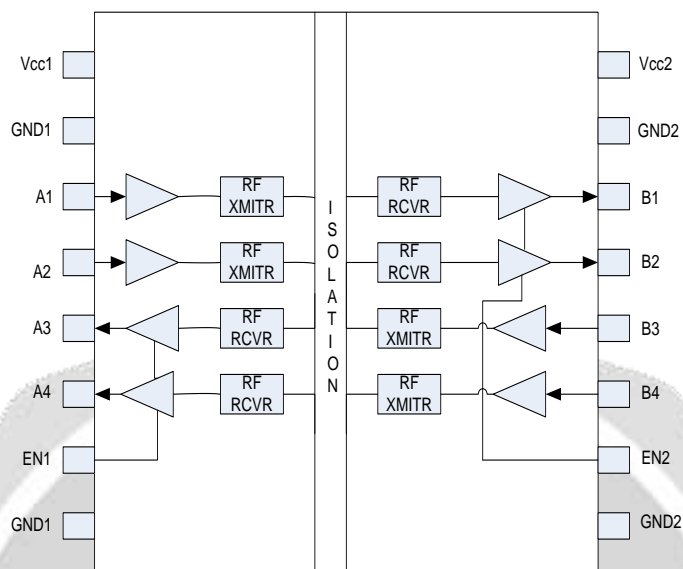 Vcc1
Vcc2
GND1
GND2
A1
RF
XMITR
RF
RCVR
B1
A2
RF
XMITR
RF
RCVR
B2
A3
RF
RCVR
RF
XMITR
B3
A4
RF
RCVR
RF
XMITR
B4
ISOLATION
EN1
EN2
GND1
GND2